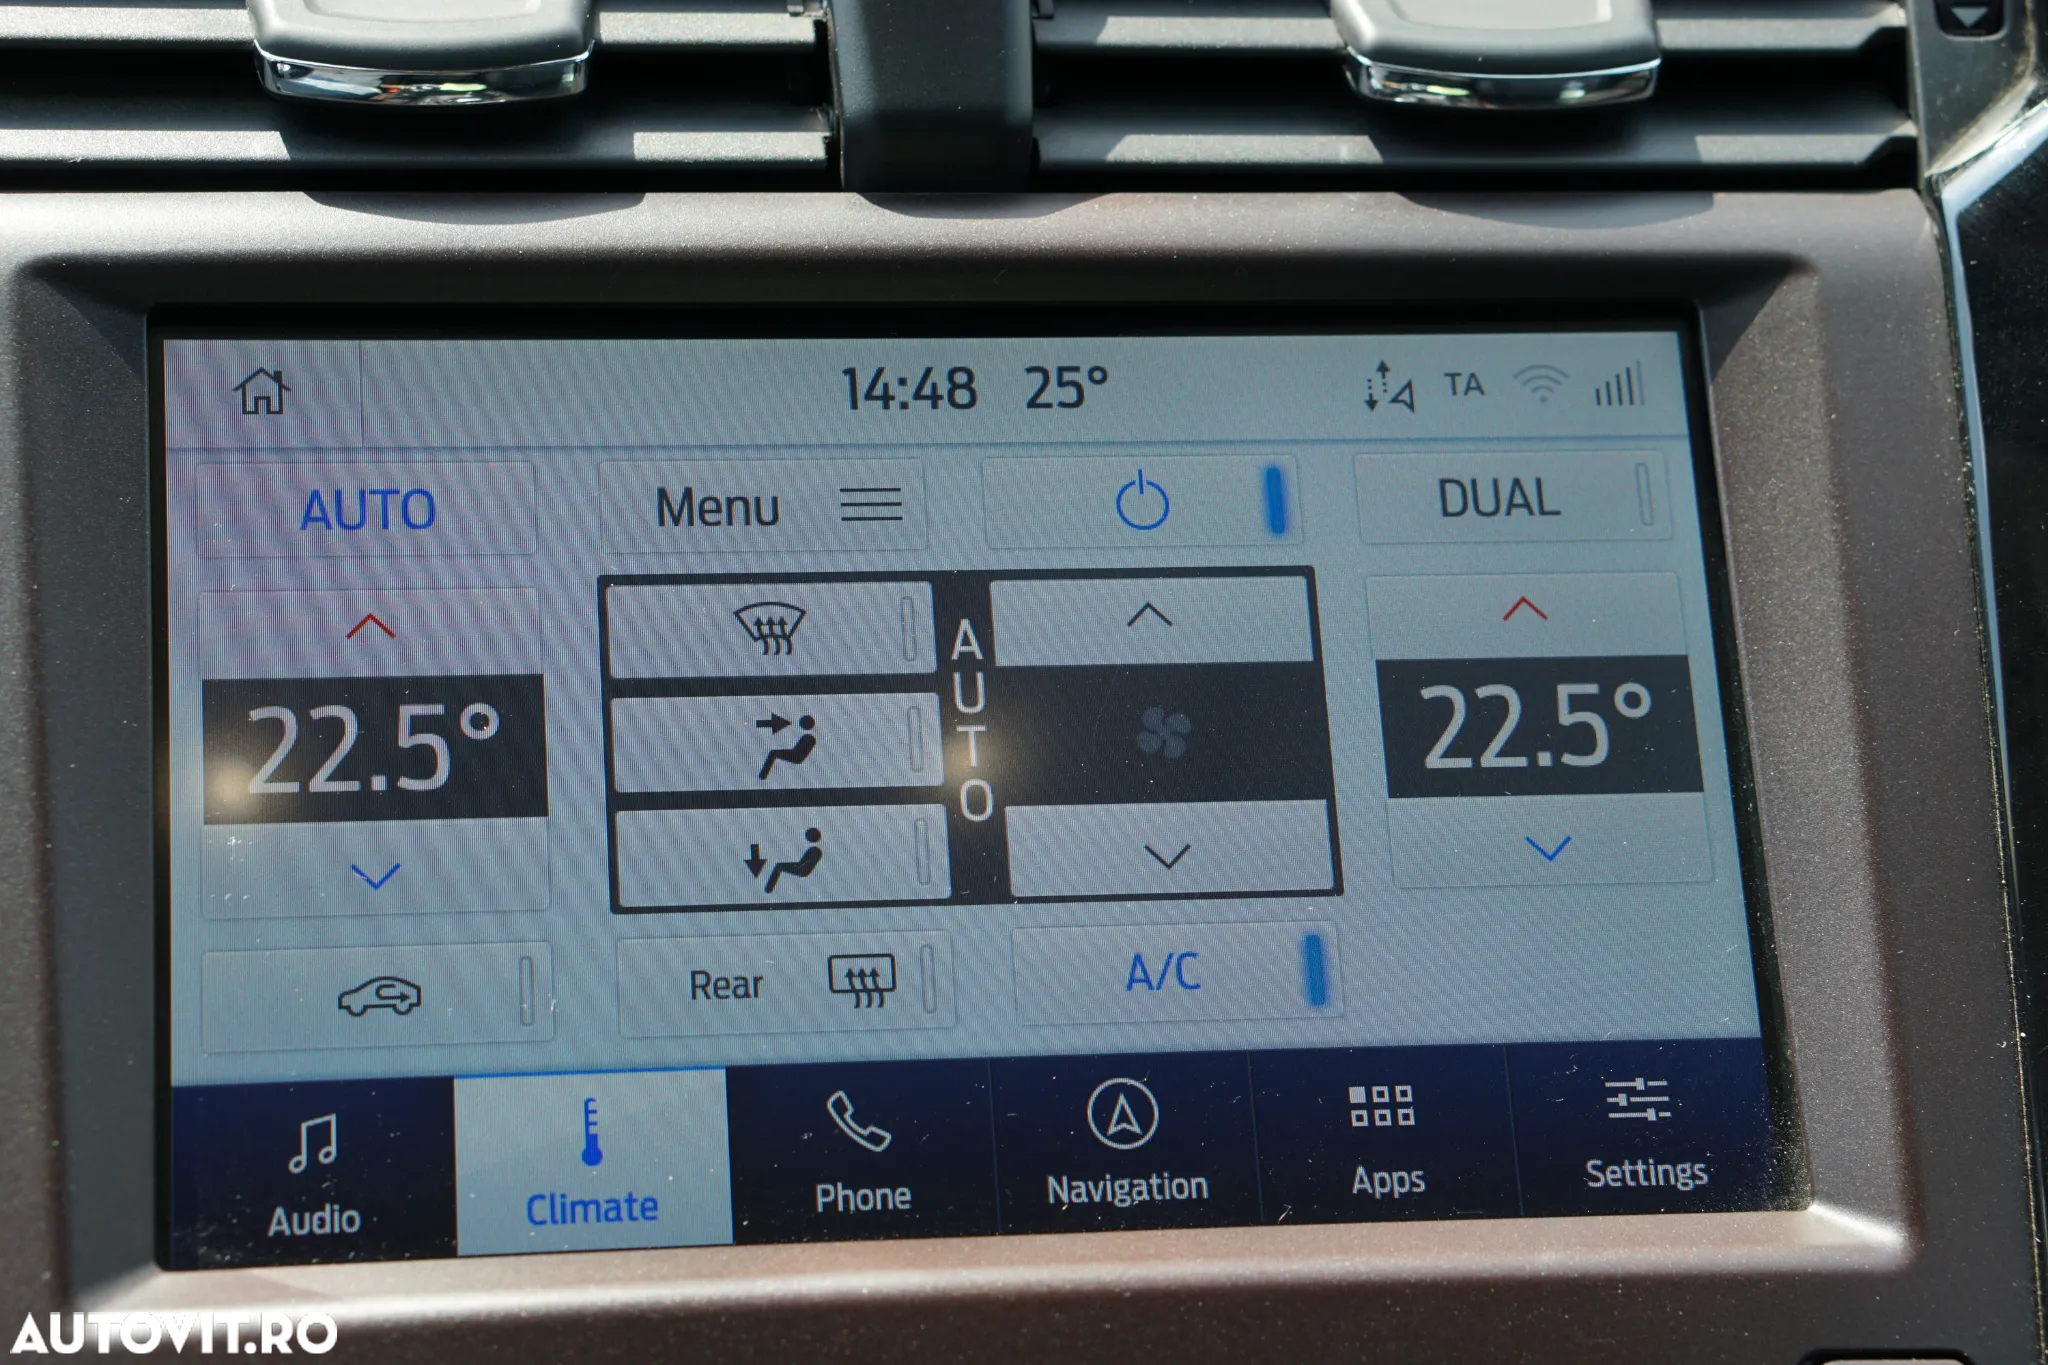 14:48 25°
TA
AUTO
Menu
DUAL
22.5°
AUTO
22.5°
Rear
A/C
Audio
Climate
Phone
Navigation
Apps
Settings
AUTOVIT.RO